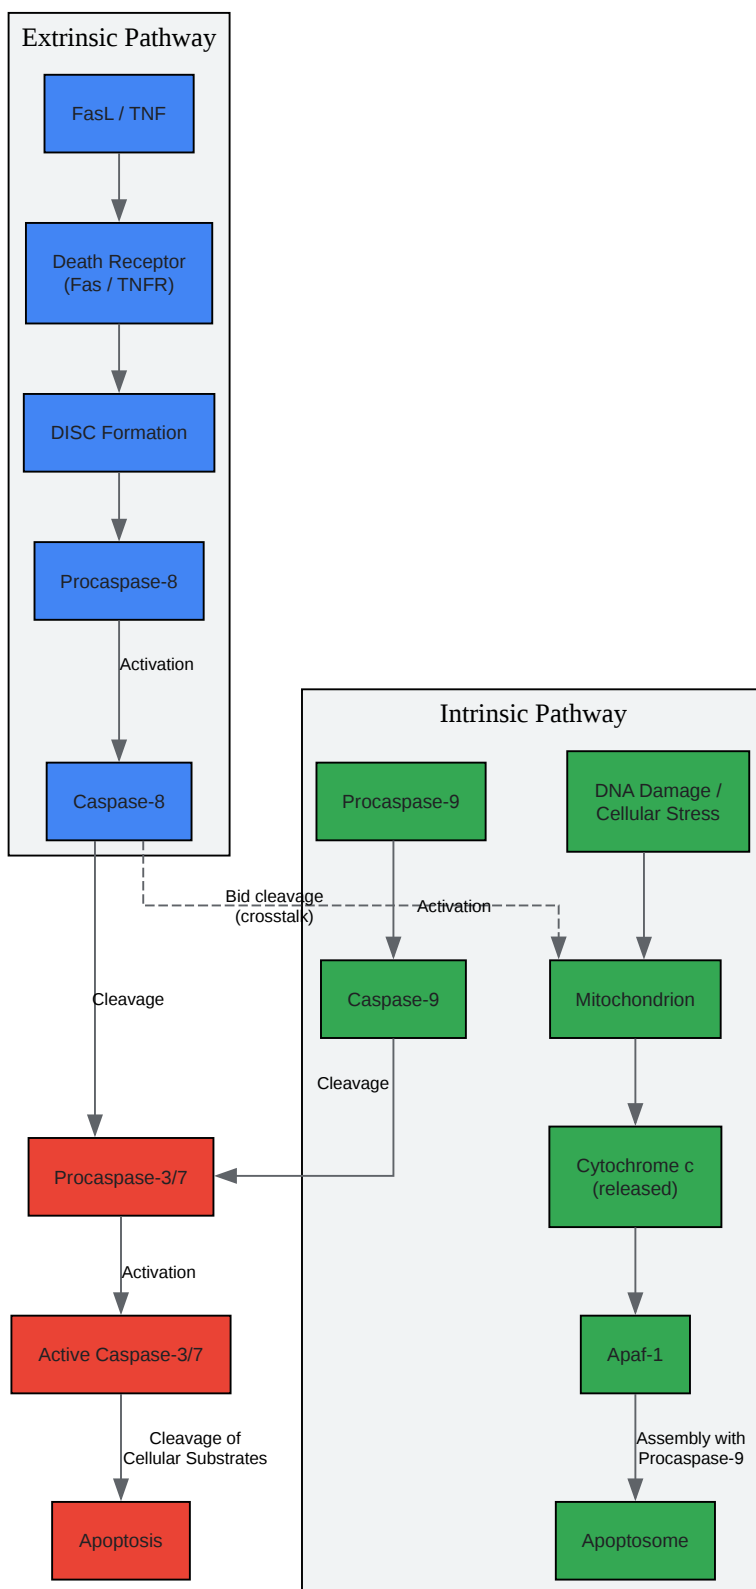 Extrinsic Pathway
FasL / TNF
Death Receptor
(Fas / TNFR)
DISC Formation
Procaspase-8
Activation
Caspase-8
Intrinsic Pathway
Procaspase-9
DNA Damage /
Cellular Stress
Bid cleavage
(crosstalk)
Activation
Cleavage
Caspase-9
Mitochondrion
Cleavage
Procaspase-3/7
Cytochrome c
(released)
Activation
Active Caspase-3/7
Apaf-1
Cleavage of
Cellular Substrates
Assembly with
Procaspase-9
Apoptosis
Apoptosome